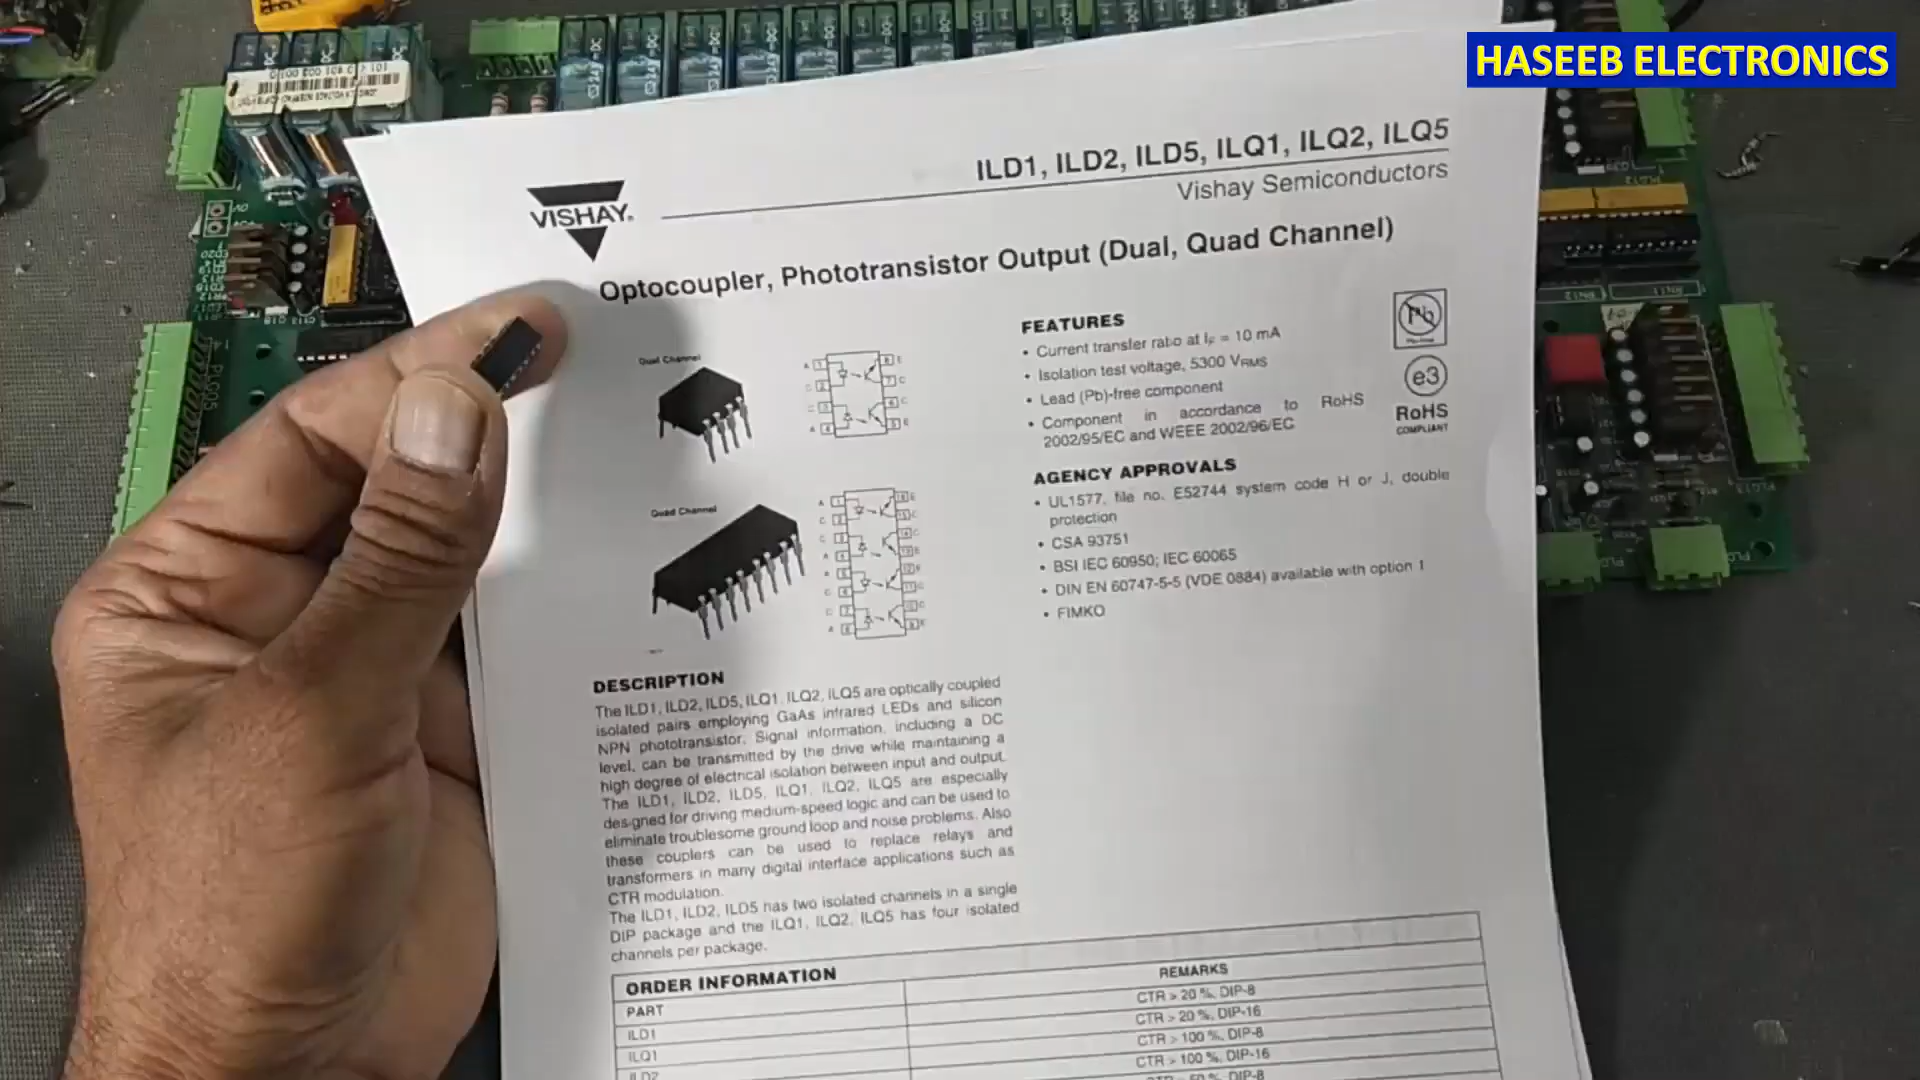 HASEEB ELECTRONICS
ILD1, ILD2, ILD5, ILQ1, ILQ2, ILQ5
Vishay Semiconductors
VISHAY.
Optocoupler, Phototransistor Output (Dual, Quad Channel)
Quad Channel
Quad Channel
FEATURES
• Current transfer ratio at IF = 10 mA
• Isolation test voltage, 5300 VRMS
• Lead (Pb)-free component
• Component in accordance to RoHS
2002/95/EC and WEEE 2002/96/EC
Pb
e3
RoHS
COMPLIANT
AGENCY APPROVALS
• UL1577, file no. E52744 system code H or J, double
protection
• CSA 93751
• BSI IEC 60950; IEC 60065
• DIN EN 60747-5-5 (VDE 0884) available with option 1
• FIMKO
DESCRIPTION
The ILD1, ILD2, ILD5, ILQ1, ILQ2, ILQ5 are optically coupled
isolated pairs employing GaAs infrared LEDs and silicon
NPN phototransistor. Signal information, including a DC
level, can be transmitted by the drive while maintaining a
high degree of electrical isolation between input and output.
The ILD1, ILD2, ILD5, ILQ1, ILQ2, ILQ5 are especially
designed for driving medium-speed logic and can be used to
eliminate troublesome ground loop and noise problems. Also
these couplers can be used to replace relays and
transformers in many digital interface applications such as
CTR modulation.
The ILD1, ILD2, ILD5 has two isolated channels in a single
DIP package and the ILQ1, ILQ2, ILQ5 has four isolated
channels per package.
ORDER INFORMATION
PART REMARKS
ILD1 CTR > 20 %, DIP-8
ILQ1 CTR > 20 %, DIP-16
ILD2 CTR > 100 %, DIP-8
CTR > 100 %, DIP-16